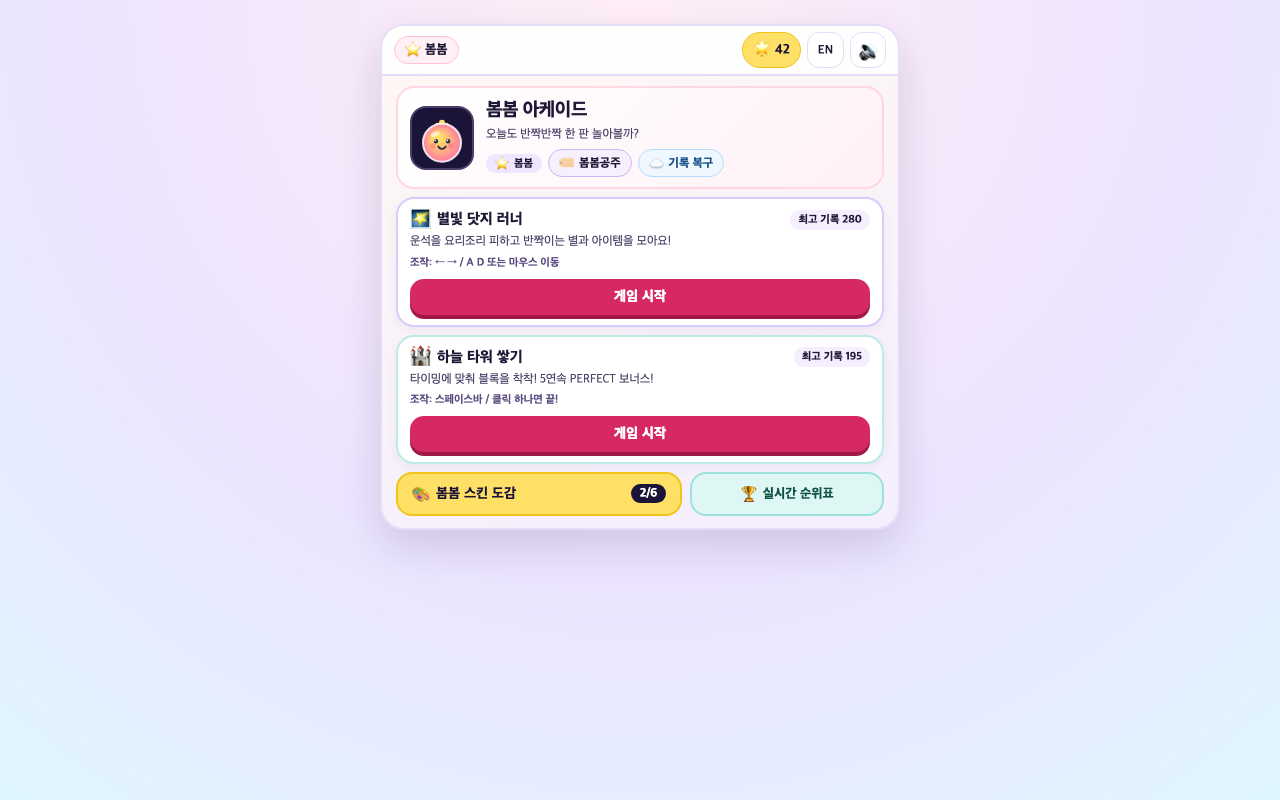 봄봄
42
EN
봄봄 아케이드
오늘도 반짝반짝 한 판 놀아볼까?
봄봄
봄봄공주
기록 복구
별빛 닷지 러너
최고 기록 280
운석을 요리조리 피하고 반짝이는 별과 아이템을 모아요!
조작: ←→ / A D 또는 마우스 이동
게임 시작
하늘 타워 쌓기
최고 기록 195
타이밍에 맞춰 블록을 착착! 5연속 PERFECT 보너스!
조작: 스페이스바 / 클릭 하나면 끝!
게임 시작
봄봄 스킨 도감
2/6
실시간 순위표